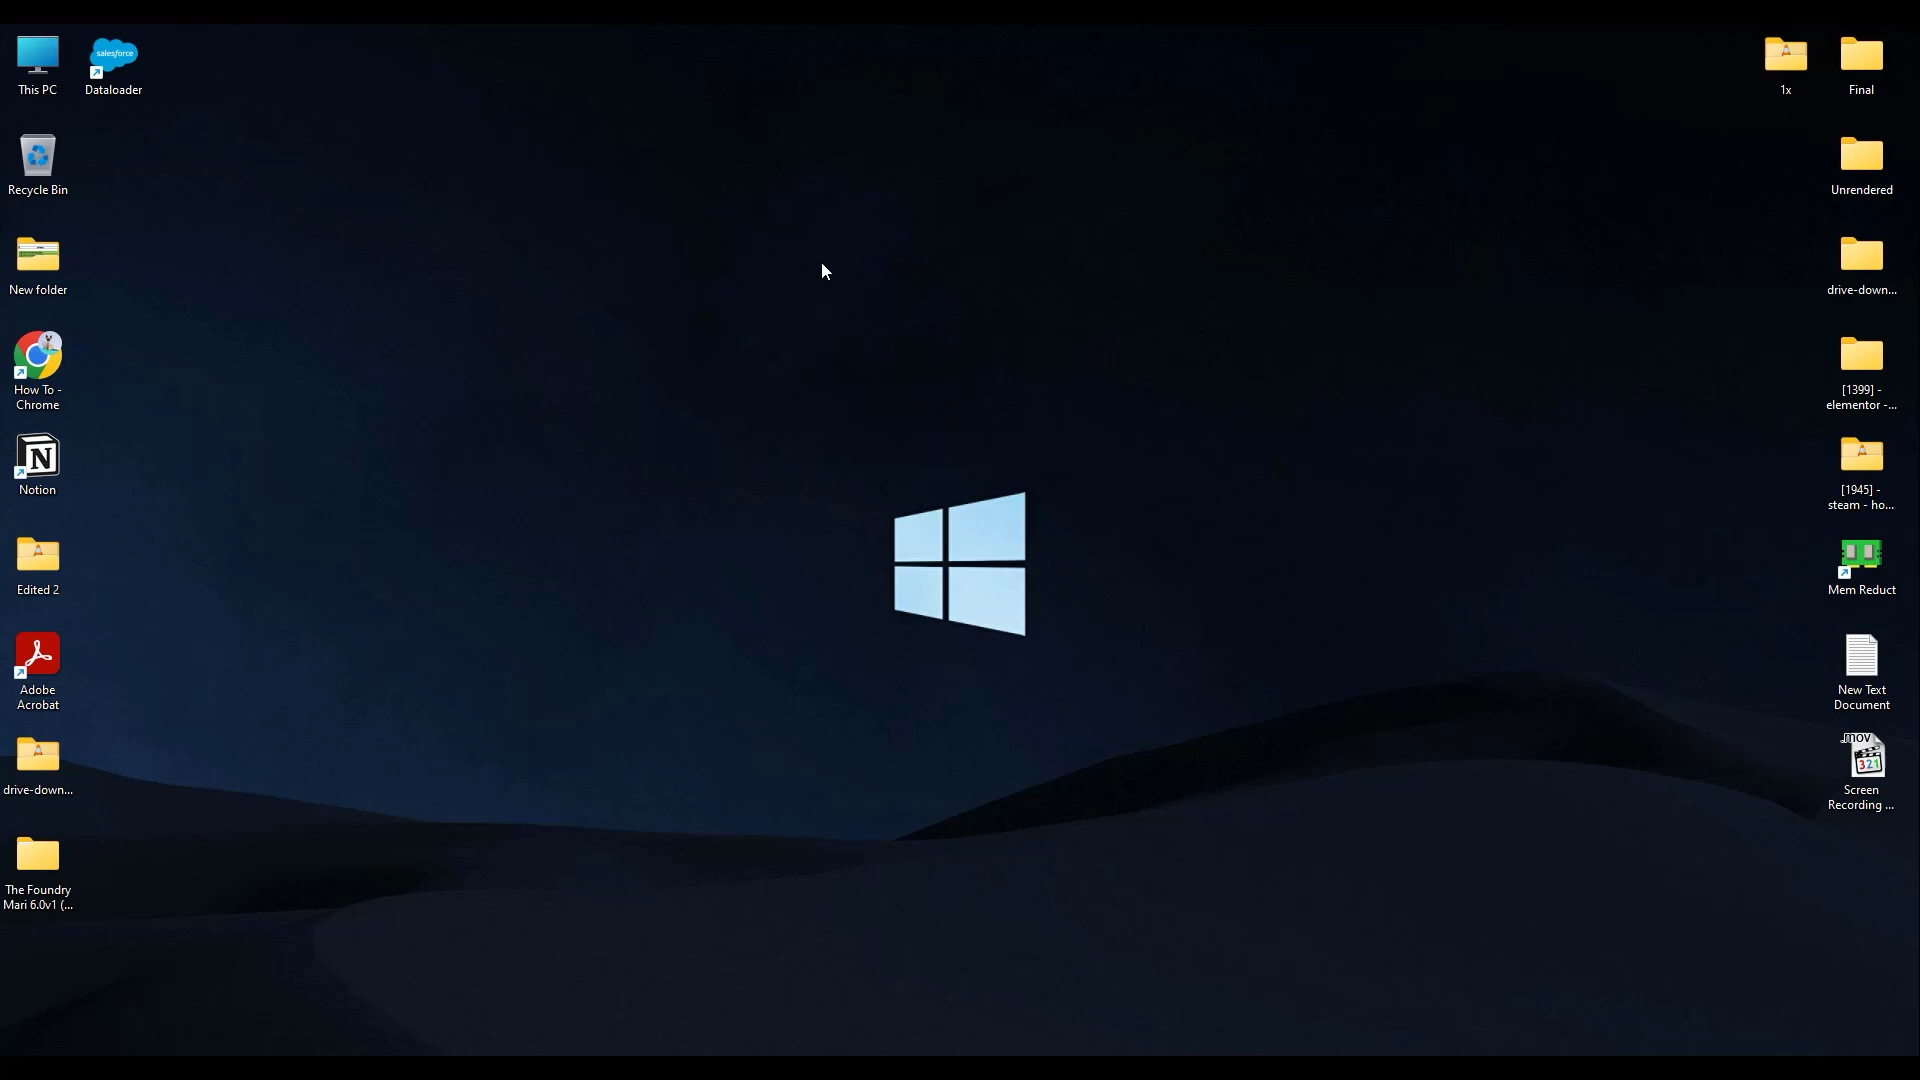 This PC
salesforce
Dataloader
Recycle Bin
New folder
How To -
Chrome
N
Notion
Edited 2
Adobe
Acrobat
drive-down...
The Foundry
Mari 6.0v1 (...
1x
Final
Unrendered
drive-down...
[1399] -
elementor -...
[1945] -
steam - ho...
Mem Reduct
New Text
Document
.mov
321
Screen
Recording ...